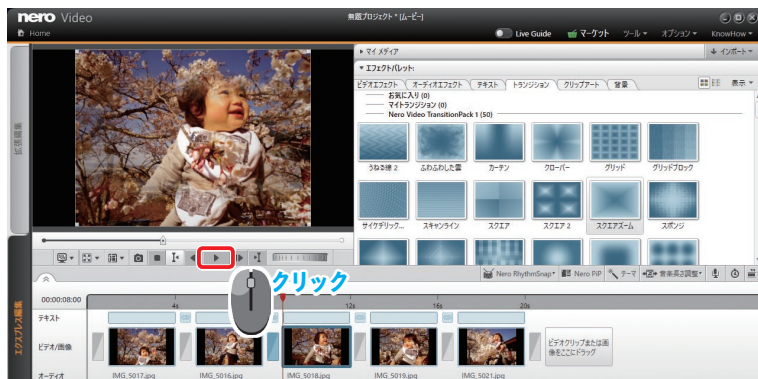 nero Video
無題プロジェクト * [ムービー]
Home
Live Guide
マーケット
ツール
オプション
KnowHow
マイ メディア
インポート
エフェクトパレット:
ビデオエフェクト
オーディオエフェクト
テキスト
トランジション
クリップアート
背景
表示
お気に入り (0)
マイトランジション (0)
Nero Video TransitionPack 1 (50)
うねる線 2
ふわふわした雲
カーテン
クローバー
グリッド
グリッドブロック
サイケデリック...
スキャンライン
スクエア
スクエア 2
スクエアズーム
スポンジ
拡張編集
クリック
Nero RhythmSnap
Nero PiP
テーマ
音楽長さ調整
エクスプレス編集
00:00:08:00
4s
12s
16s
20s
テキスト
ビデオ/画像
ビデオクリップまたは画
像をここにドラッグ
オーディオ
IMG_5017.jpg
IMG_5016.jpg
IMG_5018.jpg
IMG_5019.jpg
IMG_5021.jpg